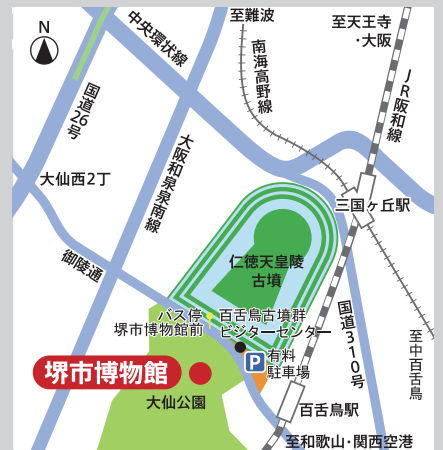 N
中央環状線
至難波
至天王寺
・大阪
南海高野線
JR阪和線
国道26号
大阪和泉泉南線
大仙西2丁
三国ヶ丘駅
御陵通
仁徳天皇陵
古墳
バス停
堺市博物館前
百舌鳥古墳群
ビジターセンター
国道310号
至中百舌鳥
P
有料
駐車場
堺市博物館
大仙公園
百舌鳥駅
至和歌山・関西空港